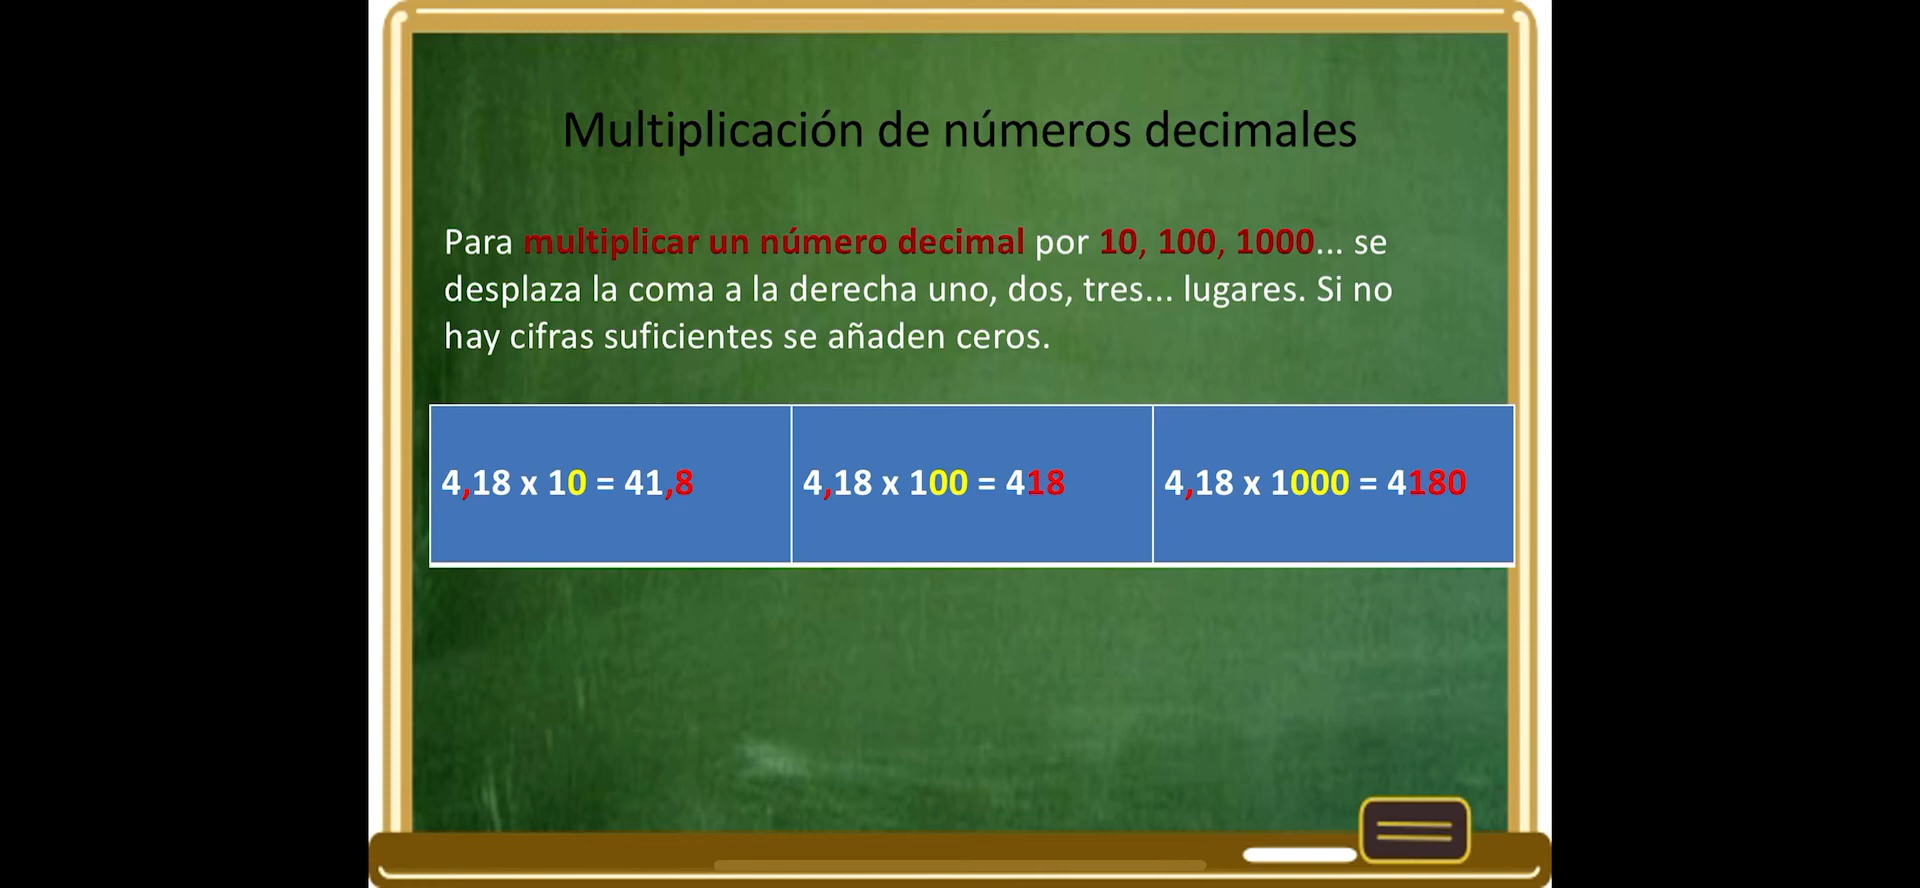 Multiplicación de números decimales
Para multiplicar un número decimal por 10, 100, 1000... se
desplaza la coma a la derecha uno, dos, tres... lugares. Si no
hay cifras suficientes se añaden ceros.
4,18 x 10 = 41,8
4,18 x 100 = 418
4,18 x 1000 = 4180